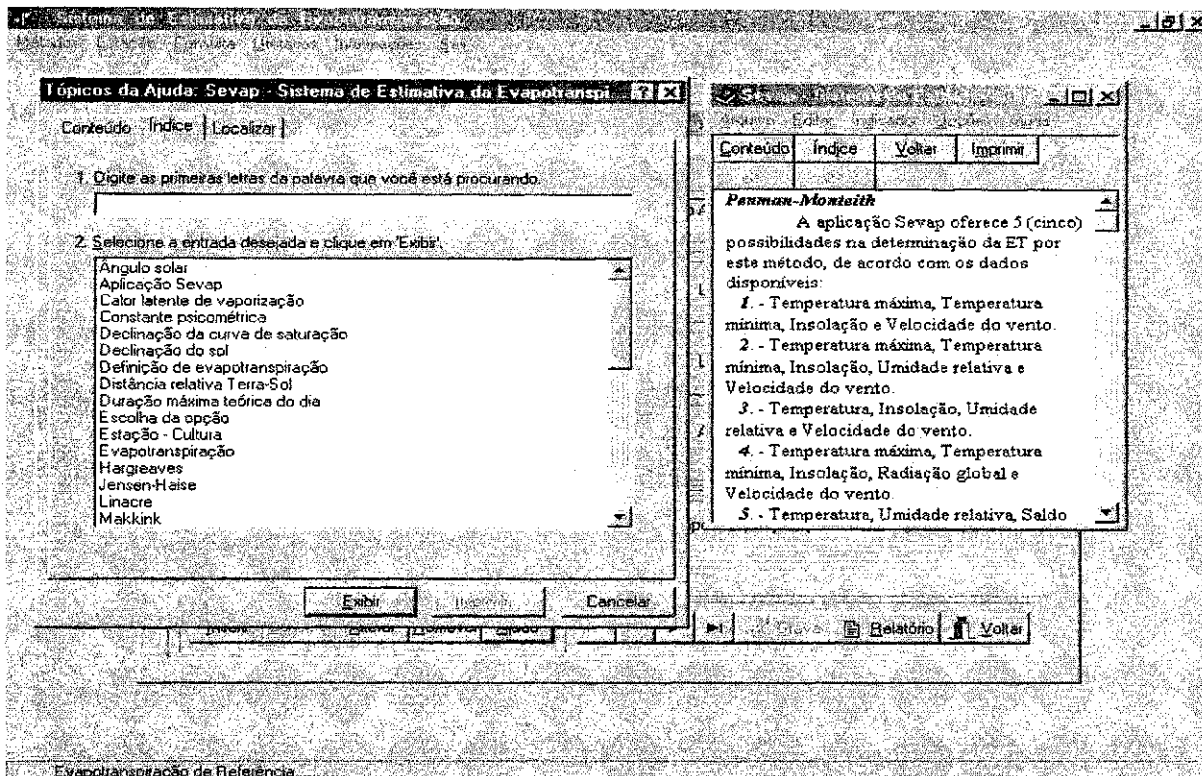 Sistema de Estimativa da Evapotranspiração
Tópicos da Ajuda: Sevap - Sistema de Estimativa da Evapotranspi...
Conteúdo Índice Localizar
1. Digite as primeiras letras da palavra que você está procurando.
2. Selecione a entrada desejada e clique em 'Exibir'.
Ângulo solar
Aplicação Sevap
Calor latente de vaporização
Constante psicométrica
Declinação da curva de saturação
Declinação do sol
Definição de evapotranspiração
Distância relativa Terra-Sol
Duração máxima teórica do dia
Escolha da opção
Estação - Cultura
Evapotranspiração
Hargreaves
Jensen-Haise
Linacre
Makkink
Exibir Cancelar
Conteúdo Índice Voltar Imprimir
Penman-Monteith
A aplicação Sevap oferece 5 (cinco)
possibilidades na determinação da ET por
este método, de acordo com os dados
disponíveis:
1. - Temperatura máxima, Temperatura
mínima, Insolação e Velocidade do vento.
2. - Temperatura máxima, Temperatura
mínima, Insolação, Umidade relativa e
Velocidade do vento.
3. - Temperatura, Insolação, Umidade
relativa e Velocidade do vento.
4. - Temperatura máxima, Temperatura
mínima, Insolação, Radiação global e
Velocidade do vento.
5. - Temperatura, Umidade relativa, Saldo
Grava Relatório Voltar
Evapotranspiração de Referência